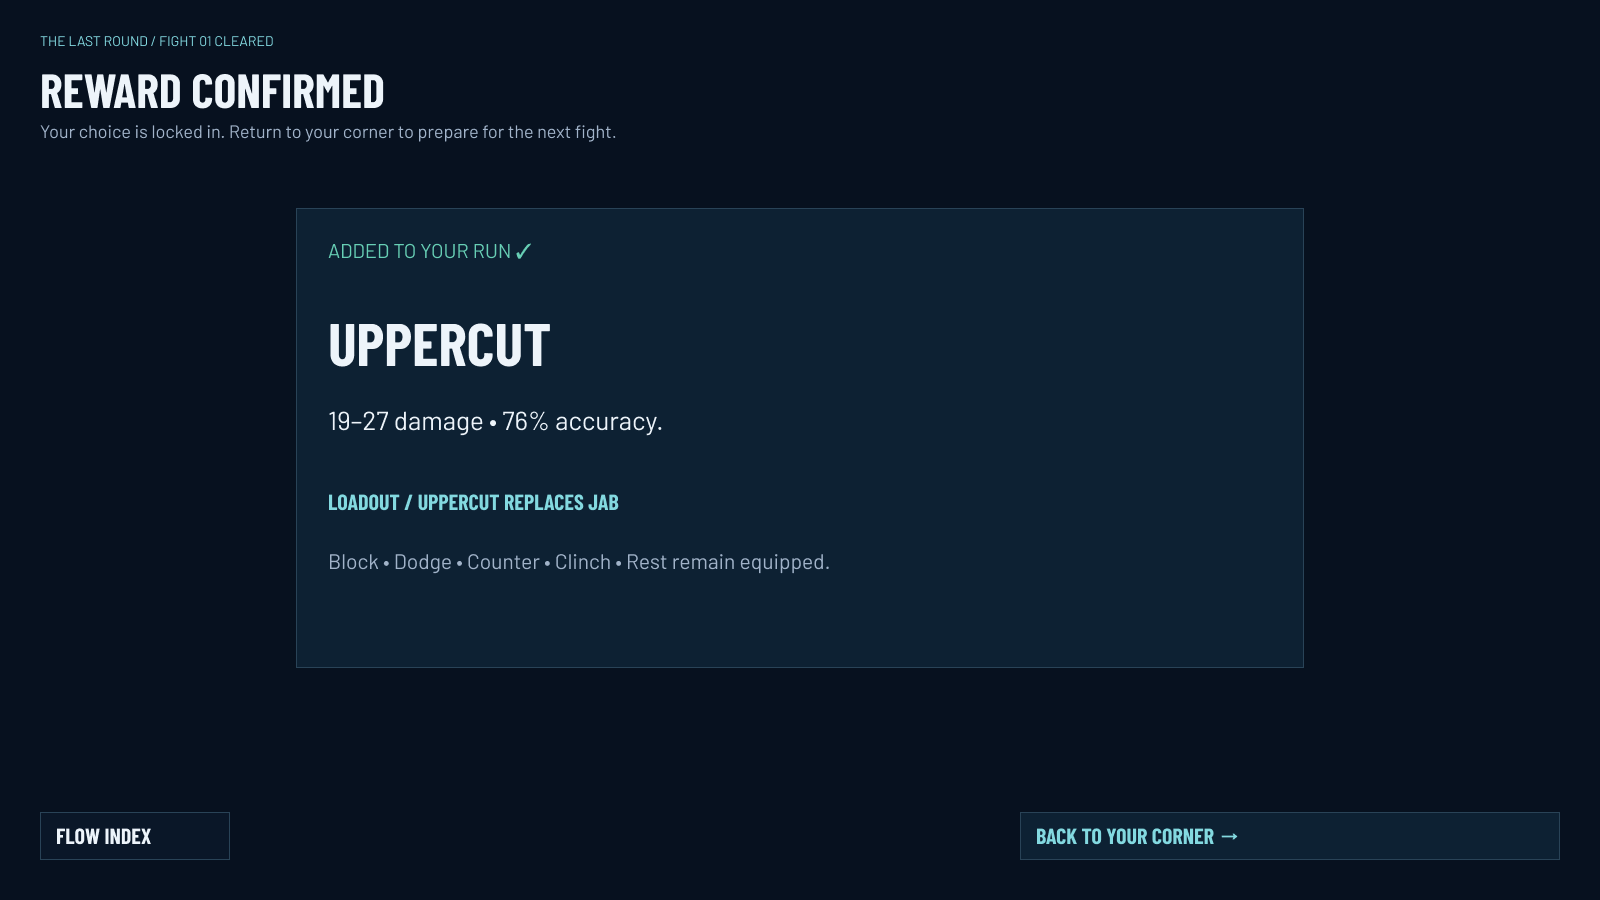 THE LAST ROUND / FIGHT 01 CLEARED
REWARD CONFIRMED
Your choice is locked in. Return to your corner to prepare for the next fight.
ADDED TO YOUR RUN ✓
UPPERCUT
19–27 damage • 76% accuracy.
LOADOUT / UPPERCUT REPLACES JAB
Block • Dodge • Counter • Clinch • Rest remain equipped.
FLOW INDEX
BACK TO YOUR CORNER →